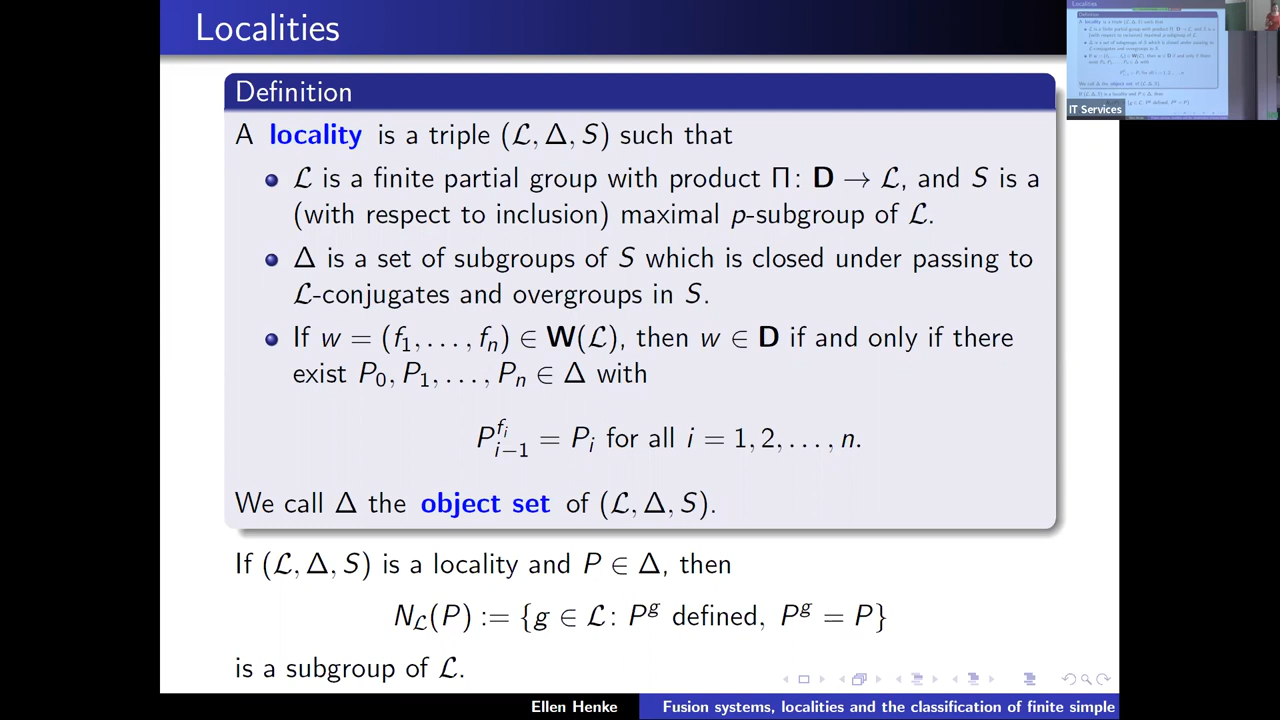 Localities
Definition
A locality is a triple (ℒ, Δ, S) such that
ℒ is a finite partial group with product Π: D → ℒ, and S is a
(with respect to inclusion) maximal p-subgroup of ℒ.
Δ is a set of subgroups of S which is closed under passing to
ℒ-conjugates and overgroups in S.
If w = (f₁, . . . , fₙ) ∈ W(ℒ), then w ∈ D if and only if there
exist P₀, P₁, . . . , Pₙ ∈ Δ with
P_{i−1}^{f_i} = P_i for all i = 1, 2, . . . , n.
We call Δ the object set of (ℒ, Δ, S).
If (ℒ, Δ, S) is a locality and P ∈ Δ, then
N_ℒ(P) := {g ∈ ℒ: P^g defined, P^g = P}
is a subgroup of ℒ.
Ellen Henke
Fusion systems, localities and the classification of finite simple
IT Services